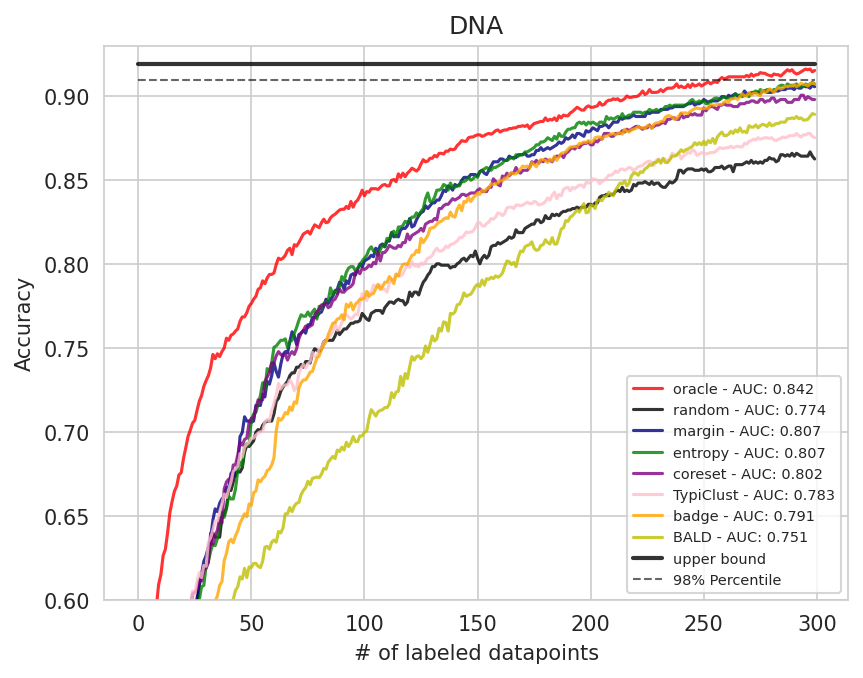 DNA
Accuracy
0.90
0.85
0.80
0.75
0.70
0.65
0.60
oracle - AUC: 0.842
random - AUC: 0.774
margin - AUC: 0.807
entropy - AUC: 0.807
coreset - AUC: 0.802
TypiClust - AUC: 0.783
badge - AUC: 0.791
BALD - AUC: 0.751
upper bound
98% Percentile
0 50 100 150 200 250 300
# of labeled datapoints